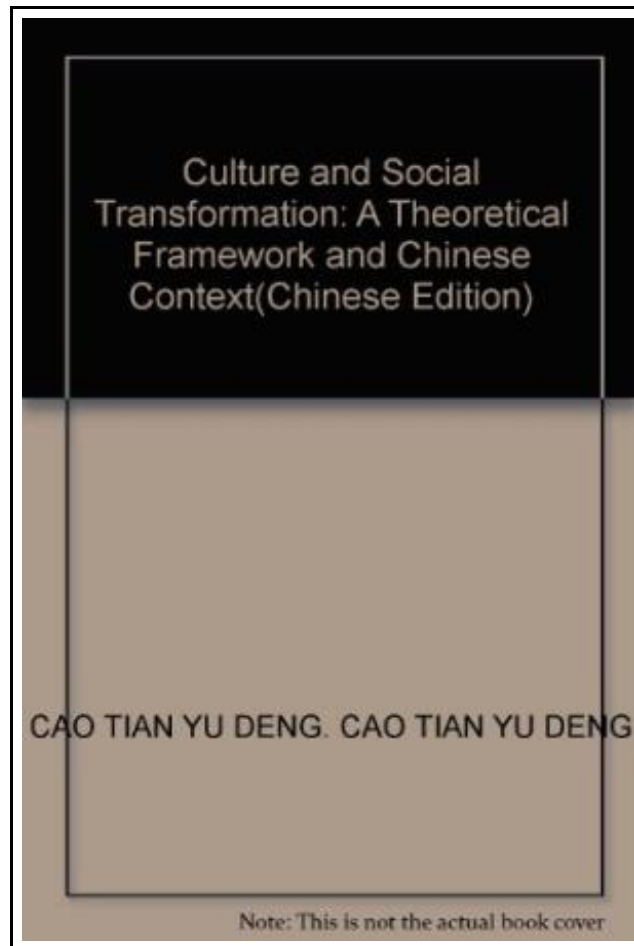 Culture and Social
Transformation: A Theoretical
Framework and Chinese
Context(Chinese Edition)
CAO TIAN YU DENG. CAO TIAN YU DENG
Note: This is not the actual book cover